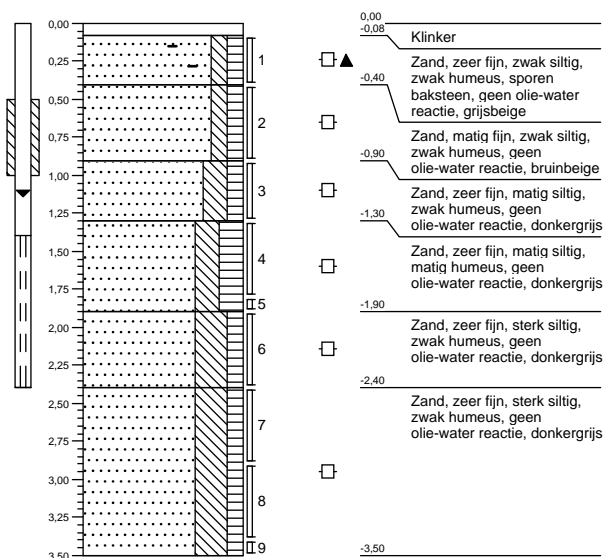 0,00
0,25
0,50
0,75
1,00
1,25
1,50
1,75
2,00
2,25
2,50
2,75
3,00
3,25
3,50
1
2
3
4
5
6
7
8
9
0,00
-0,08
Klinker
Zand, zeer fijn, zwak siltig,
zwak humeus, sporen
baksteen, geen olie-water
reactie, grijsbeige
-0,40
Zand, matig fijn, zwak siltig,
zwak humeus, geen
olie-water reactie, bruinbeige
-0,90
Zand, zeer fijn, matig siltig,
zwak humeus, geen
olie-water reactie, donkergrijs
-1,30
Zand, zeer fijn, matig siltig,
matig humeus, geen
olie-water reactie, donkergrijs
-1,90
Zand, zeer fijn, sterk siltig,
zwak humeus, geen
olie-water reactie, donkergrijs
-2,40
Zand, zeer fijn, sterk siltig,
zwak humeus, geen
olie-water reactie, donkergrijs
-3,50